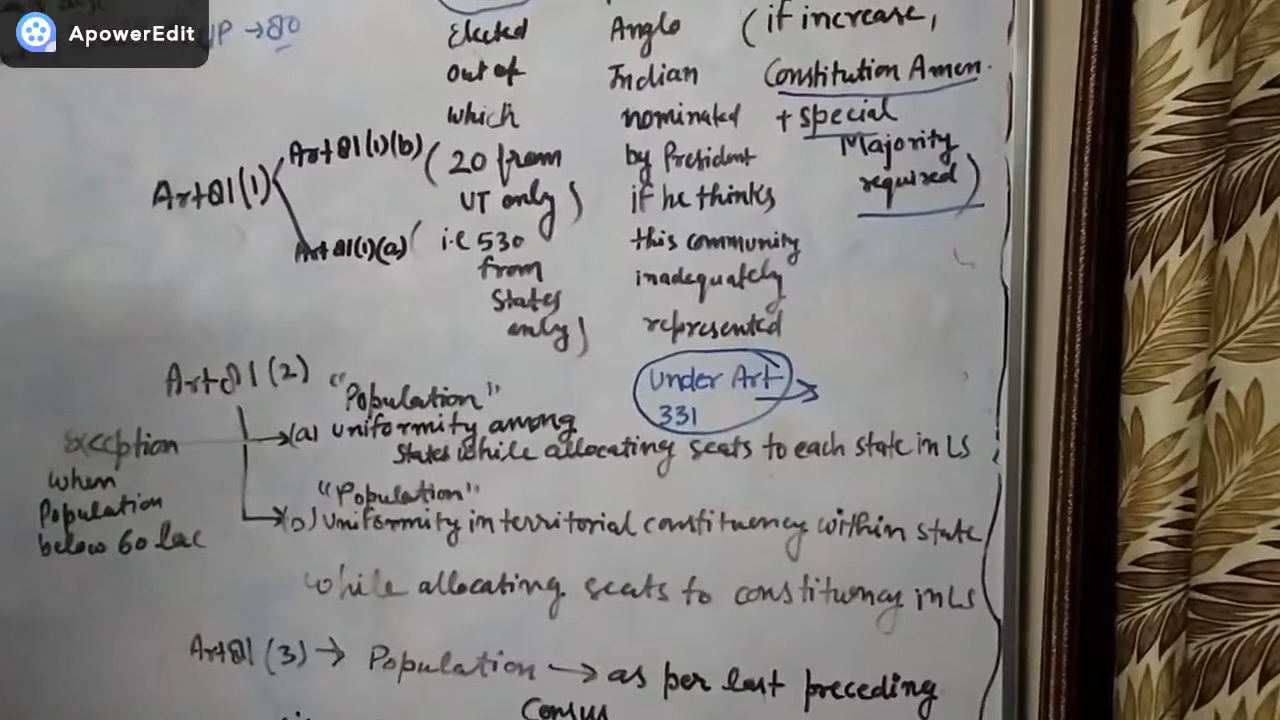 ApowerEdit
UP → 80
Elected
out of
which
Anglo
Indian
nominated
by President
if he thinks
this community
inadequately
represented
Under Art
331
(if increase,
Constitution Amen.
+ special
Majority
required)
Art 81(1)
Art 81(1)(b) (20 from
UT only)
Art 81(1)(a) (i.e 530
from
States
only)
Art 81(2)
Exception
when
Population
below 60 lac
"Population"
(a) uniformity among
States while allocating seats to each state in LS
"Population"
(b) Uniformity in territorial constituency within state
while allocating seats to constituency in LS
Art 81(3) → Population → as per last preceding
Census